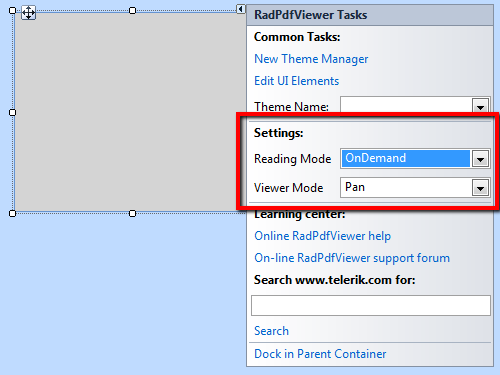 RadPdfViewer Tasks
Common Tasks:
New Theme Manager
Edit UI Elements
Theme Name:
Settings:
Reading Mode OnDemand
Viewer Mode Pan
Learning center:
Online RadPdfViewer help
On-line RadPdfViewer support forum
Search www.telerik.com for:
Search
Dock in Parent Container